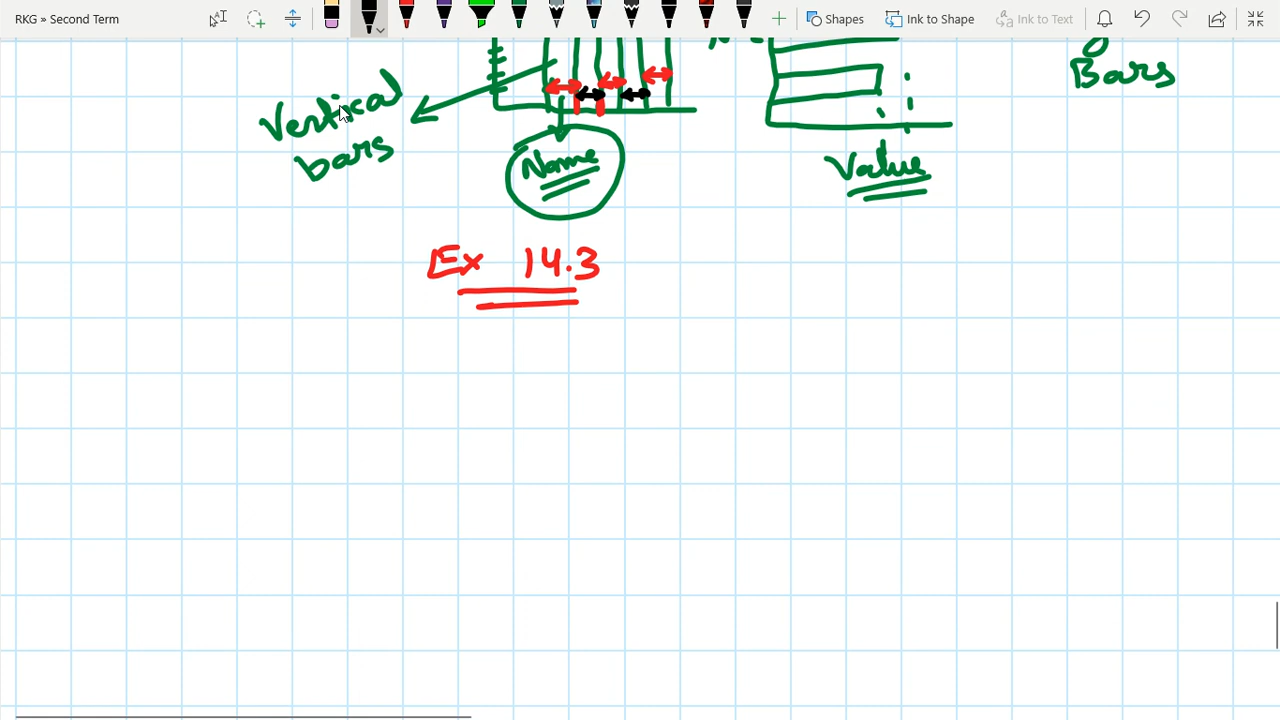 RKG » Second Term
Shapes
Ink to Shape
Ink to Text
Bars
Vertical
bars
Name
Value
Ex 14.3